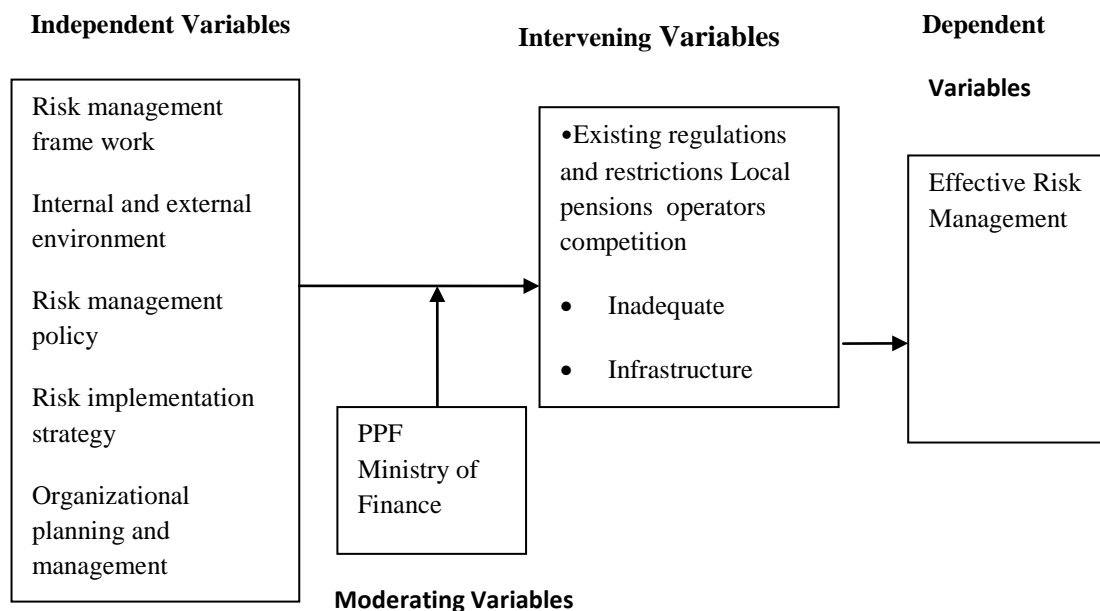 Independent Variables
Risk management
frame work
Internal and external
environment
Risk management
policy
Risk implementation
strategy
Organizational
planning and
management
Intervening Variables
•Existing regulations
and restrictions Local
pensions operators
competition
• Inadequate
• Infrastructure
PPF
Ministry of
Finance
Moderating Variables
Dependent
Variables
Effective Risk
Management